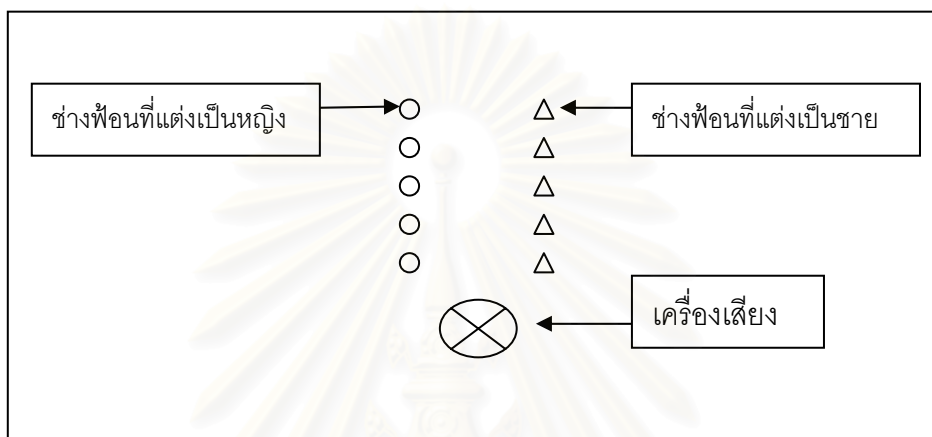 ช่างฟ้อนที่แต่งเป็นหญิง
ช่างฟ้อนที่แต่งเป็นชาย
เครื่องเสียง